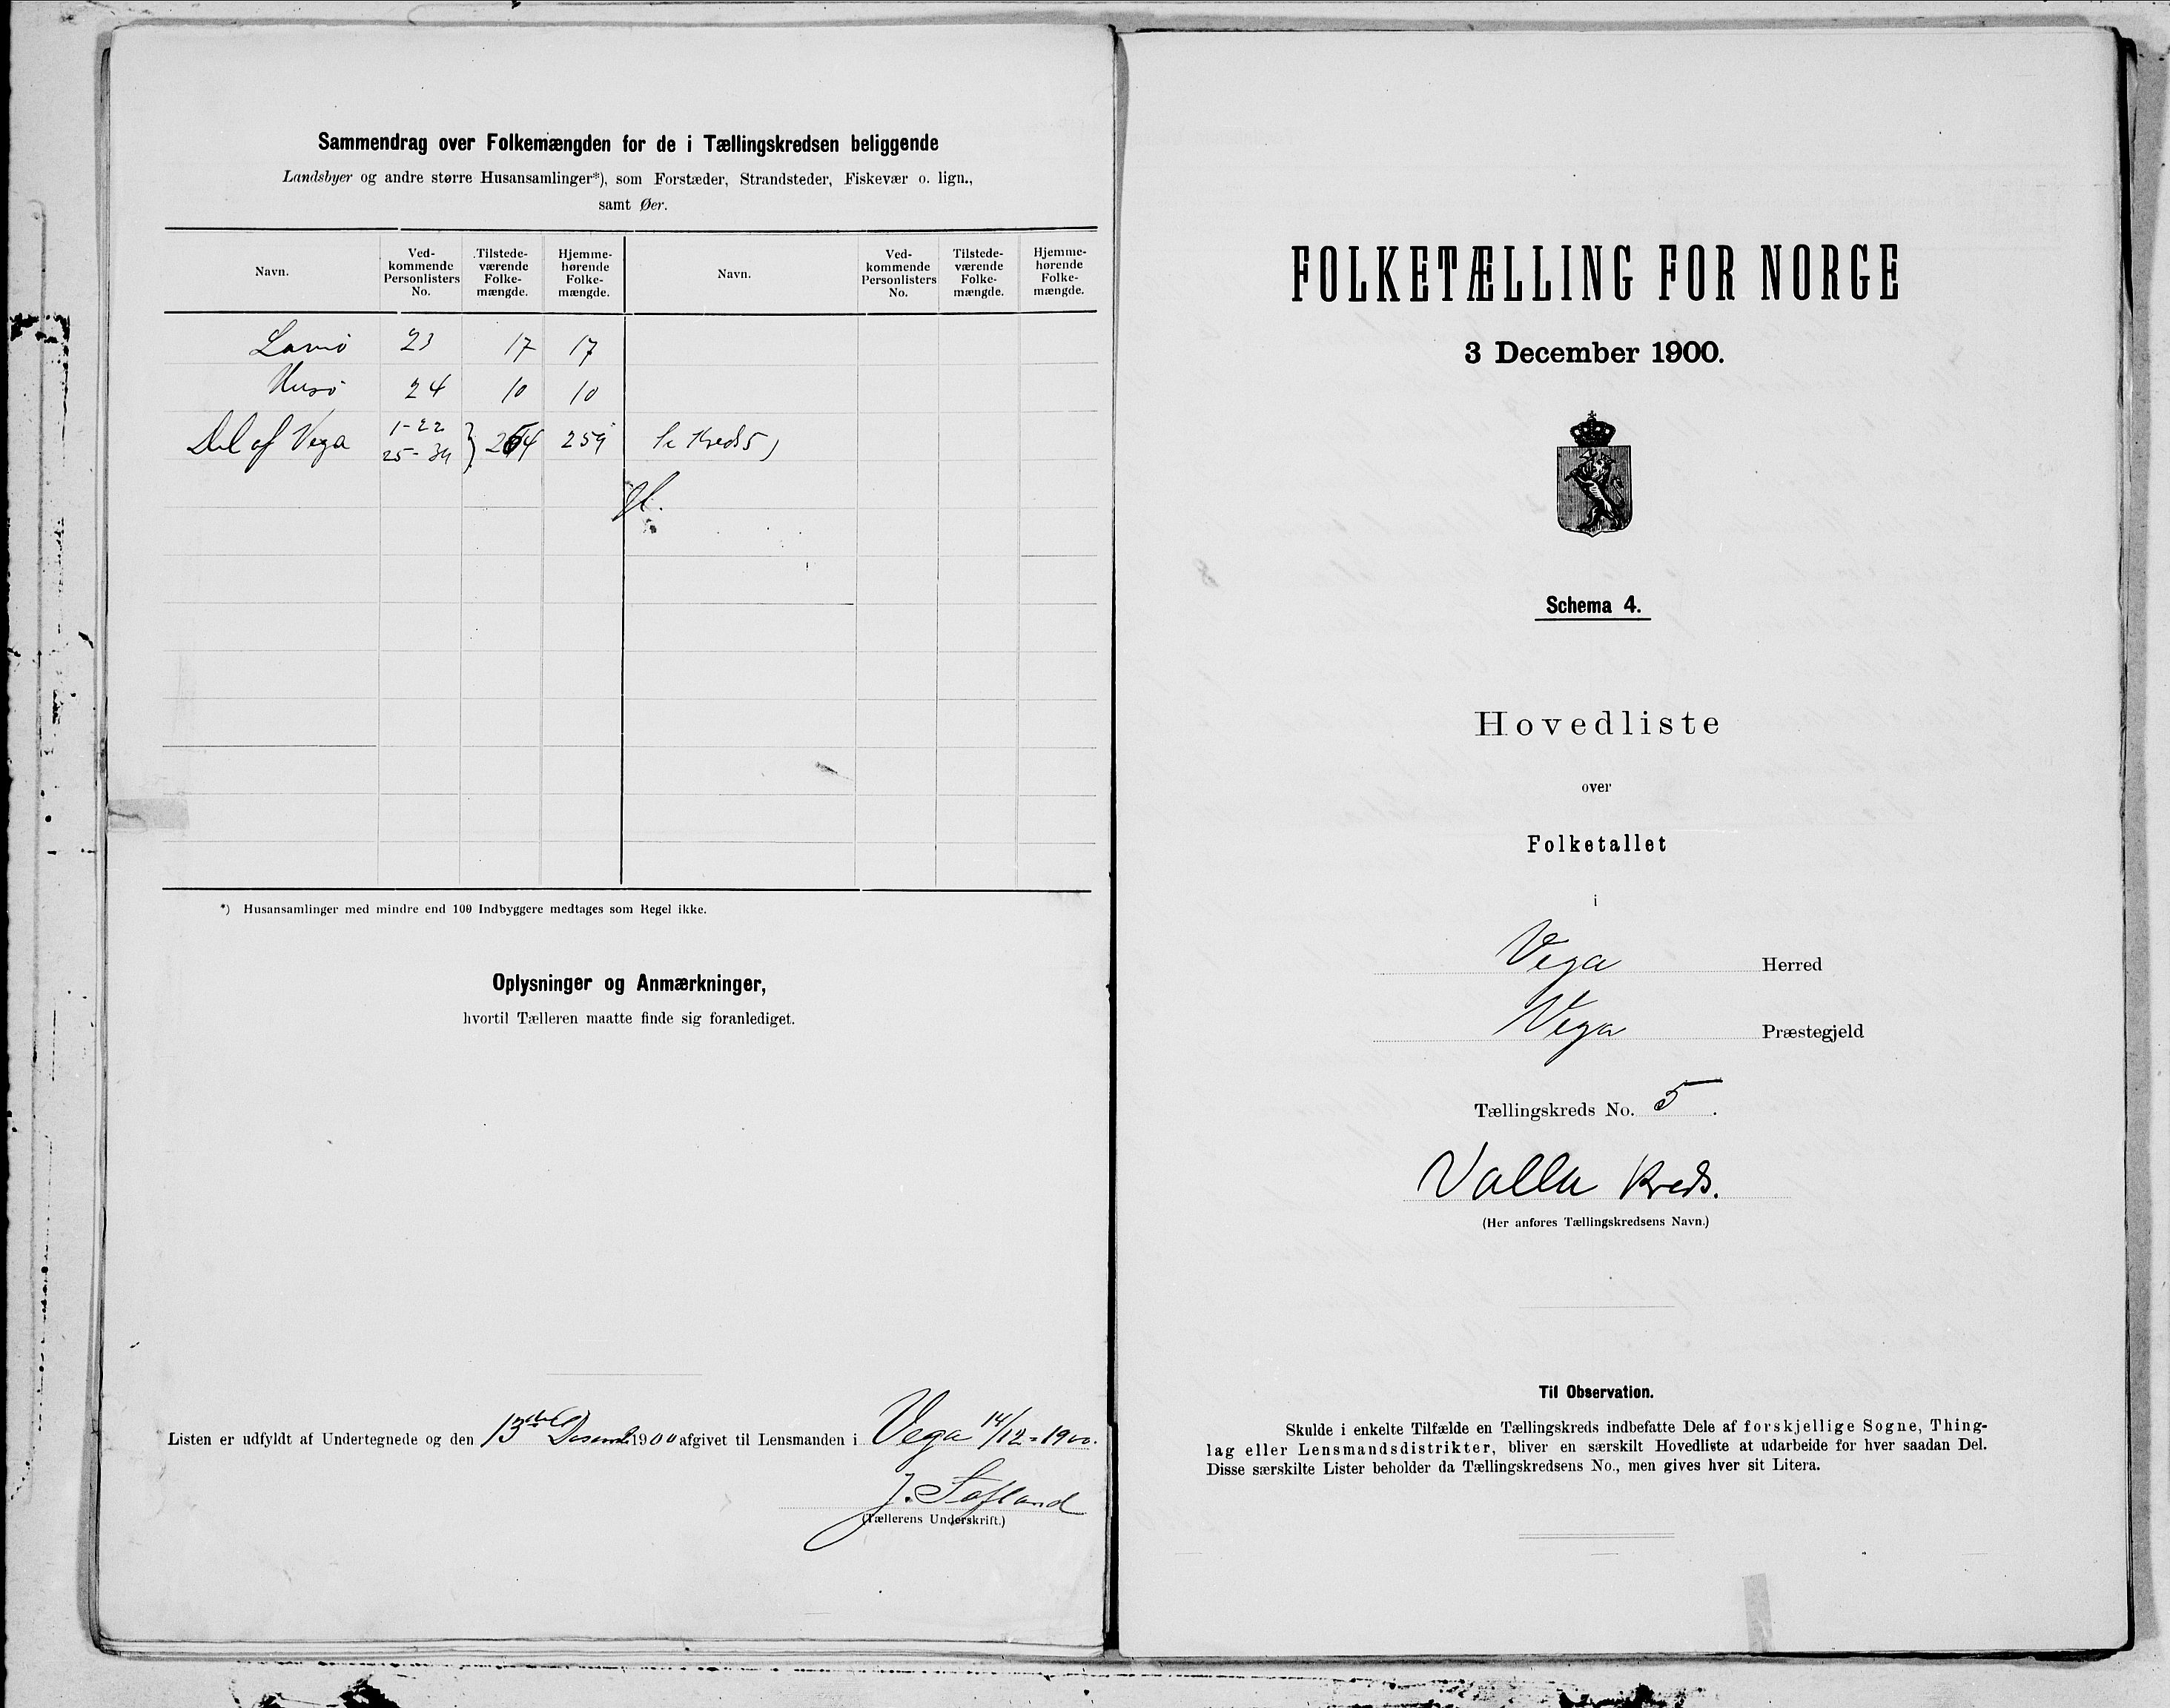 Sammendrag over Folkemængden for de i Tællingskredsen beliggende
Landsbyer og andre større Husansamlinger*), som Forstæder, Strandsteder, Fiskevær o. lign.,
samt Øer.
Navn. Ved-kommende Personlisters No. Tilstede-værende Folke-mængde. Hjemme-hørende Folke-mængde. Navn. Ved-kommende Personlisters No. Tilstede-værende Folke-mængde. Hjemme-hørende Folke-mængde.
23 17 17
Husø 24 10 10
Del af Vega 1-22 25-34 } 264 259 Kreds 5)
*) Husansamlinger med mindre end 100 Indbyggere medtages som Regel ikke.
Oplysninger og Anmærkninger,
hvortil Tælleren maatte finde sig foranlediget.
Listen er udfyldt af Undertegnede og den 13de 1900 afgivet til Lensmanden i Vega 14/12-1900.
J.
(Tællerens Underskrift.)
FOLKETÆLLING FOR NORGE
3 December 1900.
Schema 4.
Hovedliste
over
Folketallet
i
Vega Herred
Vega Præstegjeld
Tællingskreds No. 5.
Valla Kreds.
(Her anføres Tællingskredsens Navn.)
Til Observation.
Skulde i enkelte Tilfælde en Tællingskreds indbefatte Dele af forskjellige Sogne, Thing-
lag eller Lensmandsdistrikter, bliver en særskilt Hovedliste at udarbeide for hver saadan Del.
Disse særskilte Lister beholder da Tællingskredsens No., men gives hver sit Litera.